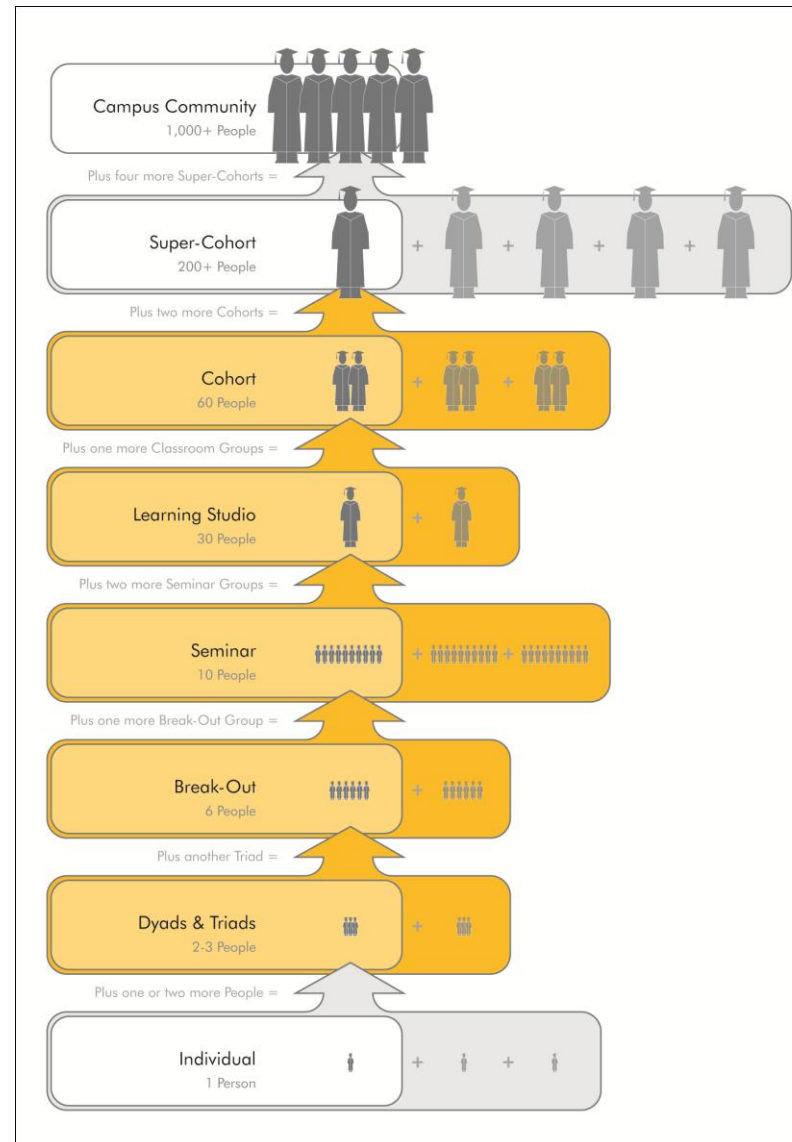 Campus Community
1,000+ People
Plus four more Super-Cohorts =
Super-Cohort
200+ People
+ + + +
Plus two more Cohorts =
Cohort
60 People
+ +
Plus one more Classroom Groups =
Learning Studio
30 People
+
Plus two more Seminar Groups =
Seminar
10 People
+ +
Plus one more Break-Out Group =
Break-Out
6 People
+
Plus another Triad =
Dyads & Triads
2-3 People
+
Plus one or two more People =
Individual
1 Person
+ +